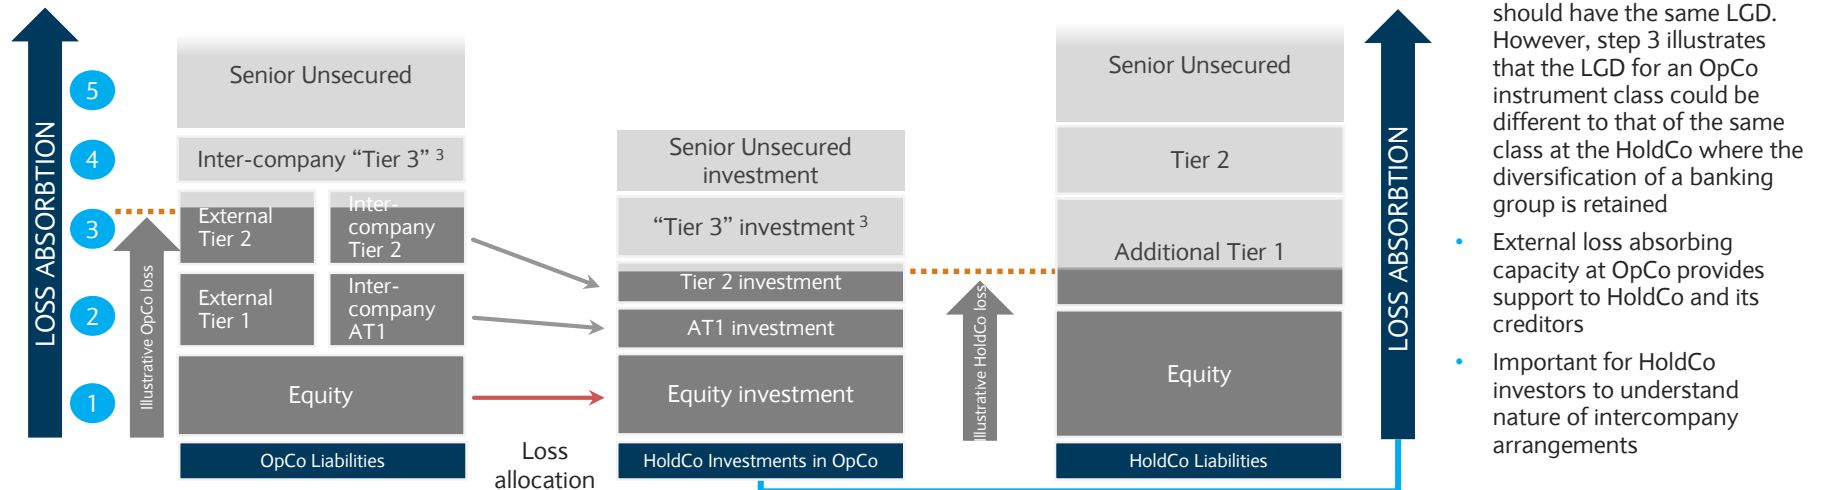 LOSS ABSORBTION
5
4
3
2
1
Illustrative OpCo loss
Senior Unsecured
Inter-company “Tier 3” 3
External
Tier 2
Inter-
company
Tier 2
External
Tier 1
Inter-
company
AT1
Equity
OpCo Liabilities
Loss
allocation
Senior Unsecured
investment
“Tier 3” investment 3
Tier 2 investment
AT1 investment
Equity investment
HoldCo Investments in OpCo
Illustrative HoldCo loss
Senior Unsecured
Tier 2
Additional Tier 1
Equity
HoldCo Liabilities
LOSS ABSORBTION
should have the same LGD.
However, step 3 illustrates
that the LGD for an OpCo
instrument class could be
different to that of the same
class at the HoldCo where the
diversification of a banking
group is retained
• External loss absorbing
capacity at OpCo provides
support to HoldCo and its
creditors
• Important for HoldCo
investors to understand
nature of intercompany
arrangements